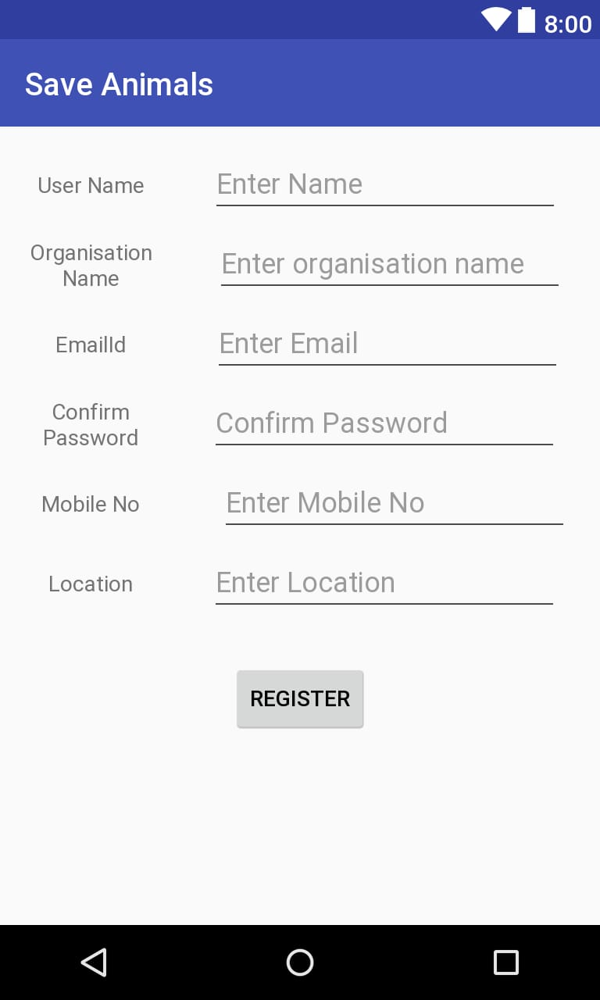 8:00
Save Animals
User Name
Enter Name
Organisation
Name
Enter organisation name
EmailId
Enter Email
Confirm
Password
Confirm Password
Mobile No
Enter Mobile No
Location
Enter Location
REGISTER